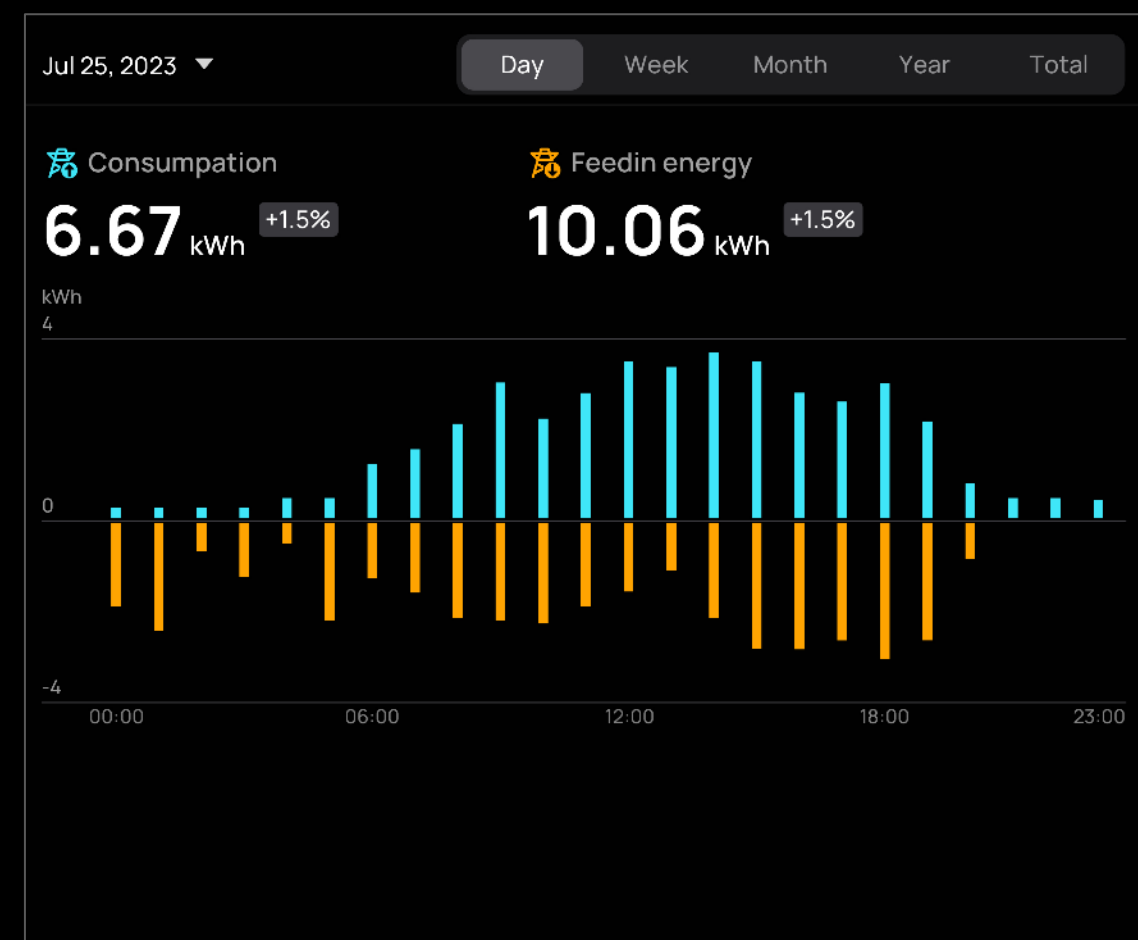 Jul 25, 2023 Day Week Month Year Total
Consumpation Feedin energy
6.67 kWh +1.5% 10.06 kWh +1.5%
kWh
4
0
-4
00:00 06:00 12:00 18:00 23:00